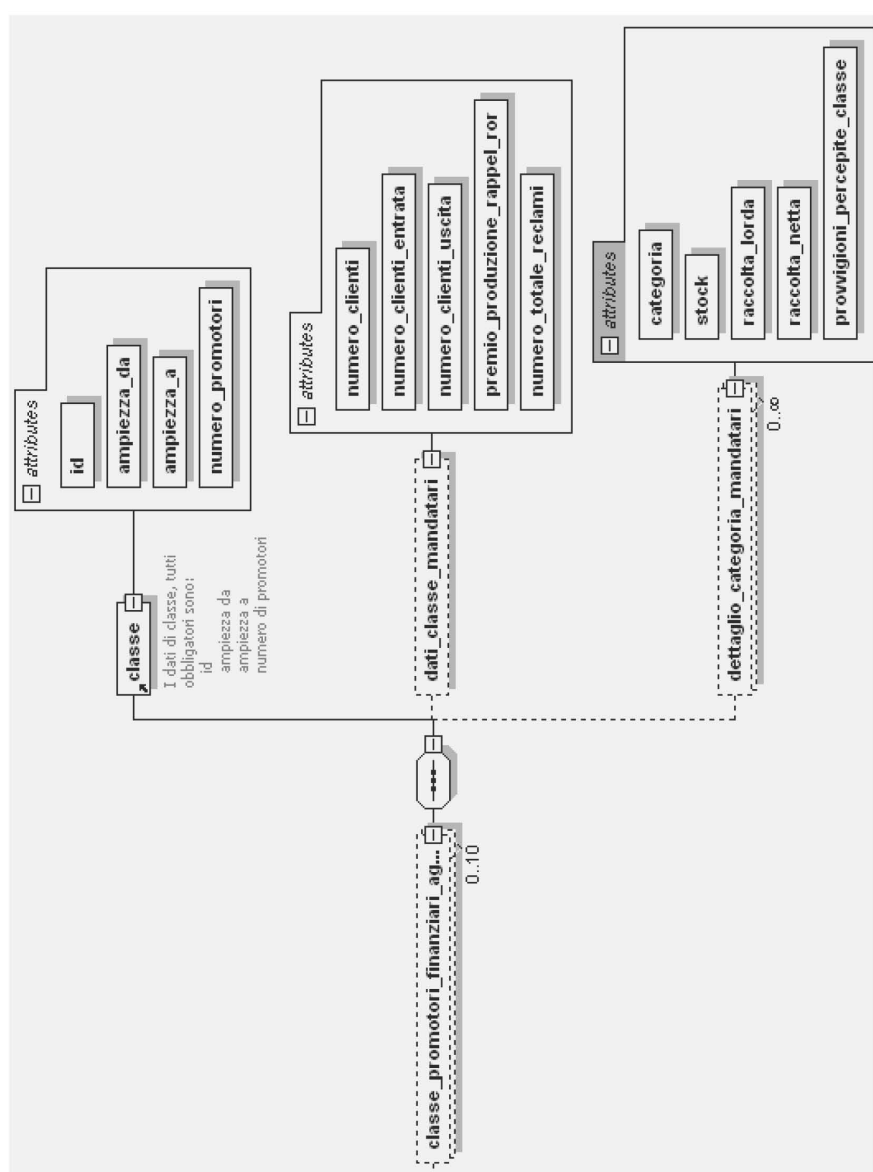 classe_promotori_finanziari_ag...
0..10
classe
I dati di classe, tutti
obbligatori sono:
id
ampiezza da
ampiezza a
numero di promotori
attributes
id
ampiezza_da
ampiezza_a
numero_promotori
dati_classe_mandatari
attributes
numero_clienti
numero_clienti_entrata
numero_clienti_uscita
premio_produzione_rappel_ror
numero_totale_reclami
dettaglio_categoria_mandatari
0..∞
attributes
categoria
stock
raccolta_lorda
raccolta_netta
provvigioni_percepite_classe